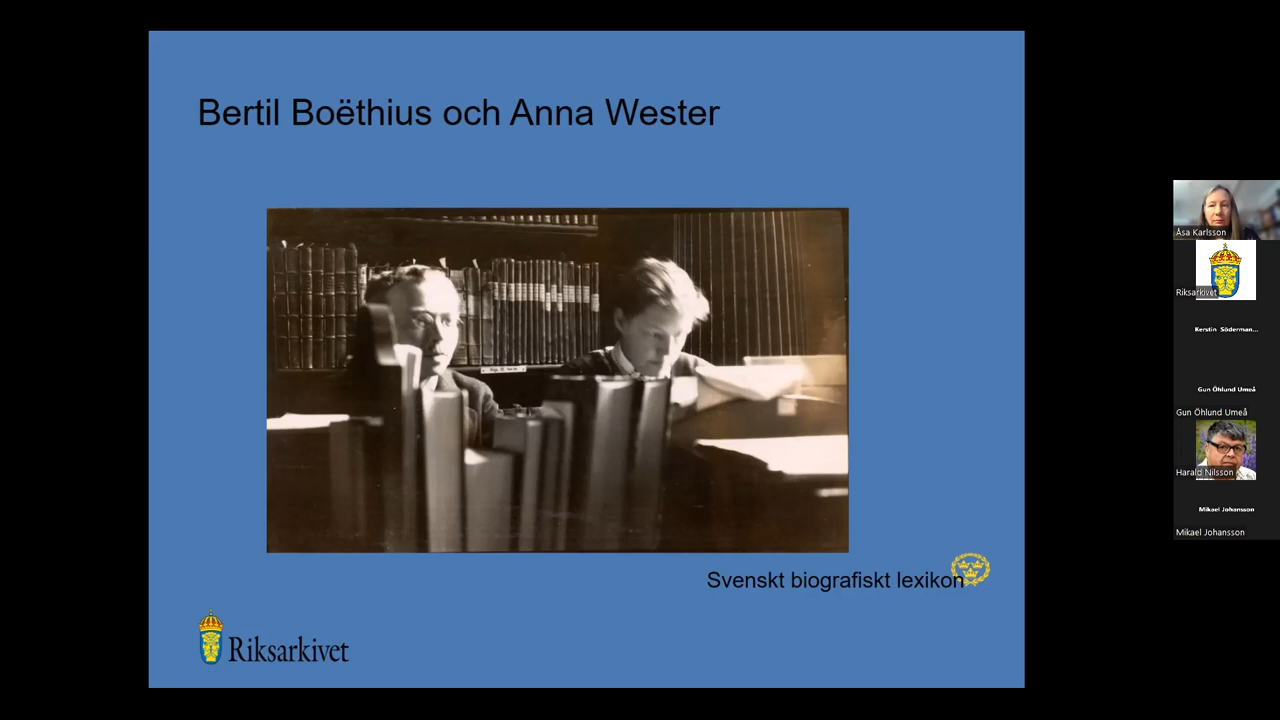 Bertil Boëthius och Anna Wester
Svenskt biografiskt lexikon
Riksarkivet
Åsa Karlsson
Riksarkivet
Kerstin Söderman...
Gun Öhlund Umeå
Gun Öhlund Umeå
Harald Nilsson
Mikael Johansson
Mikael Johansson